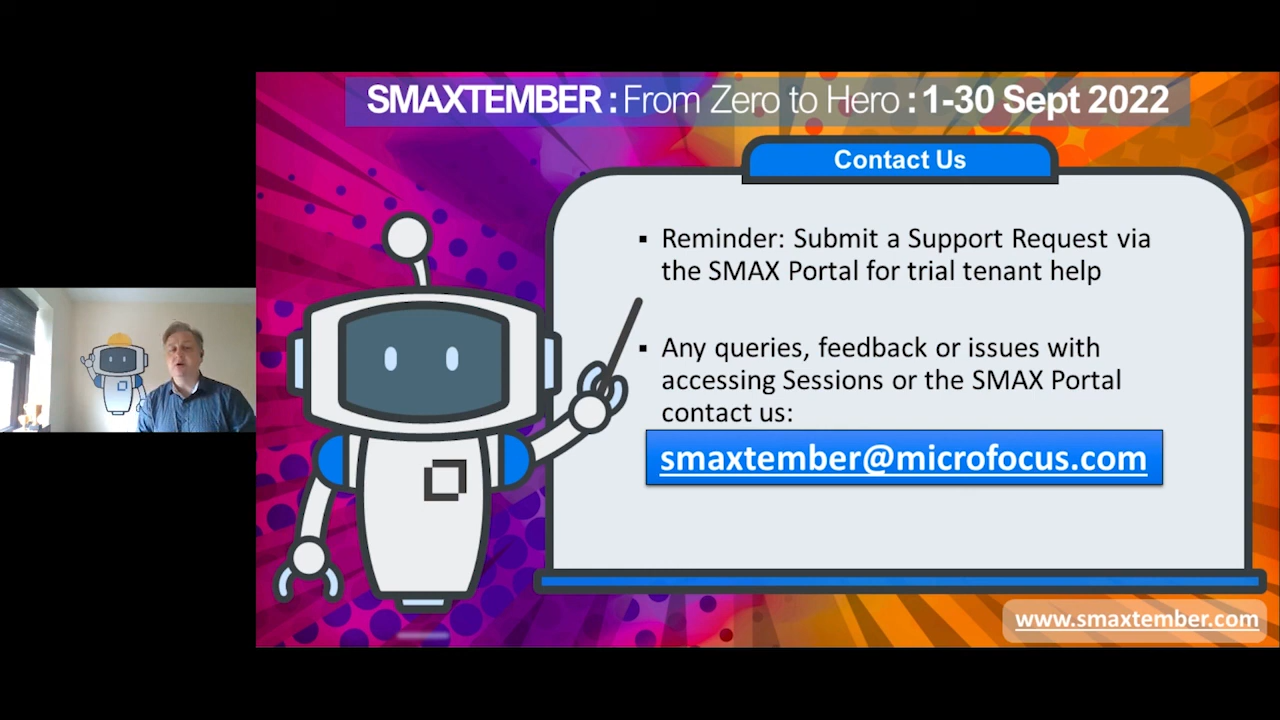 SMAXTEMBER : From Zero to Hero : 1-30 Sept 2022
Contact Us
▪ Reminder: Submit a Support Request via
the SMAX Portal for trial tenant help
▪ Any queries, feedback or issues with
accessing Sessions or the SMAX Portal
contact us:
smaxtember@microfocus.com
www.smaxtember.com